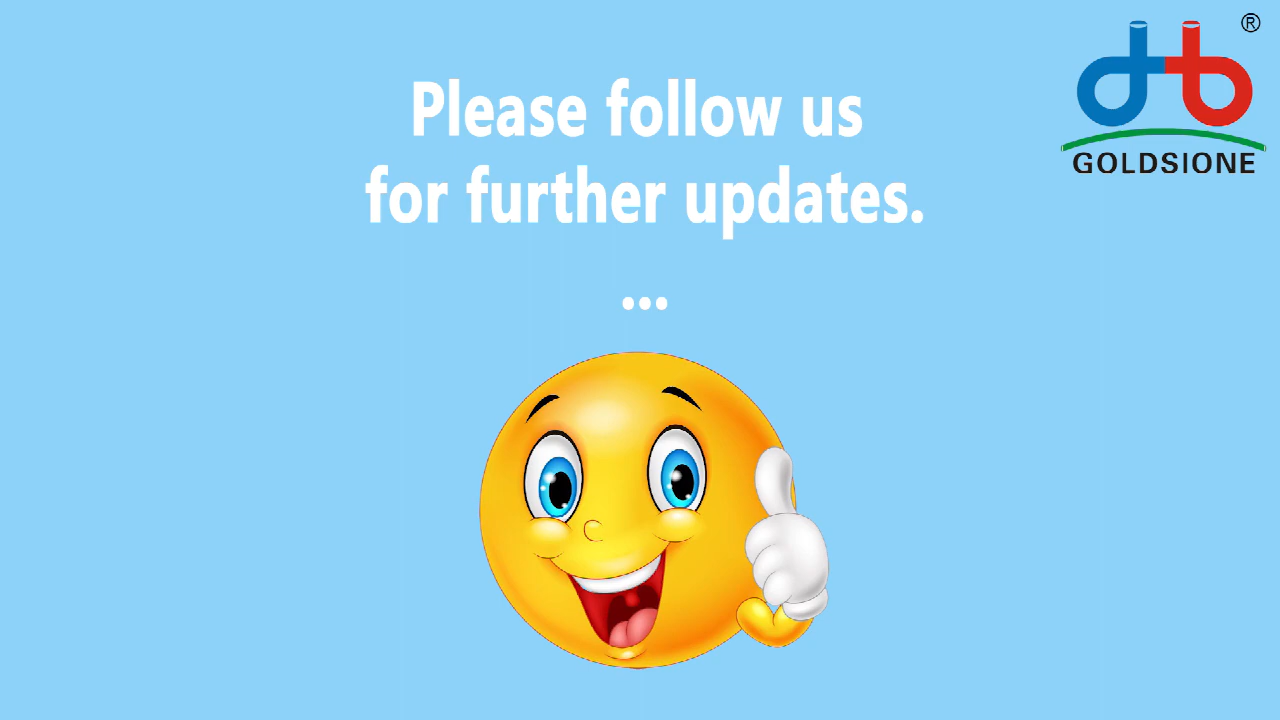 Please follow us
for further updates.
...
®
GOLDSIONE